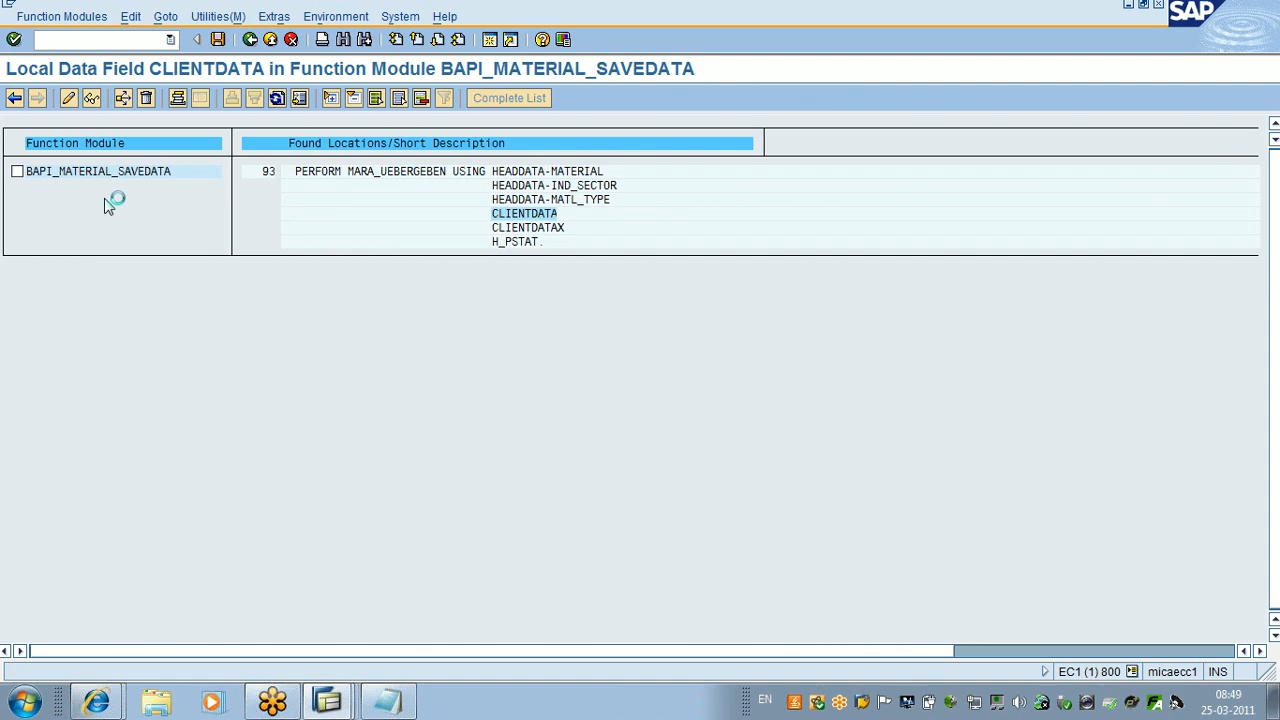 Function Modules Edit Goto Utilities(M) Extras Environment System Help
SAP
Local Data Field CLIENTDATA in Function Module BAPI_MATERIAL_SAVEDATA
Complete List
Function Module Found Locations/Short Description
BAPI_MATERIAL_SAVEDATA 93 PERFORM MARA_UEBERGEBEN USING HEADDATA-MATERIAL
HEADDATA-IND_SECTOR
HEADDATA-MATL_TYPE
CLIENTDATA
CLIENTDATAX
H_PSTAT.
EC1 (1) 800 micaecc1 INS
EN 08:49
25-03-2011